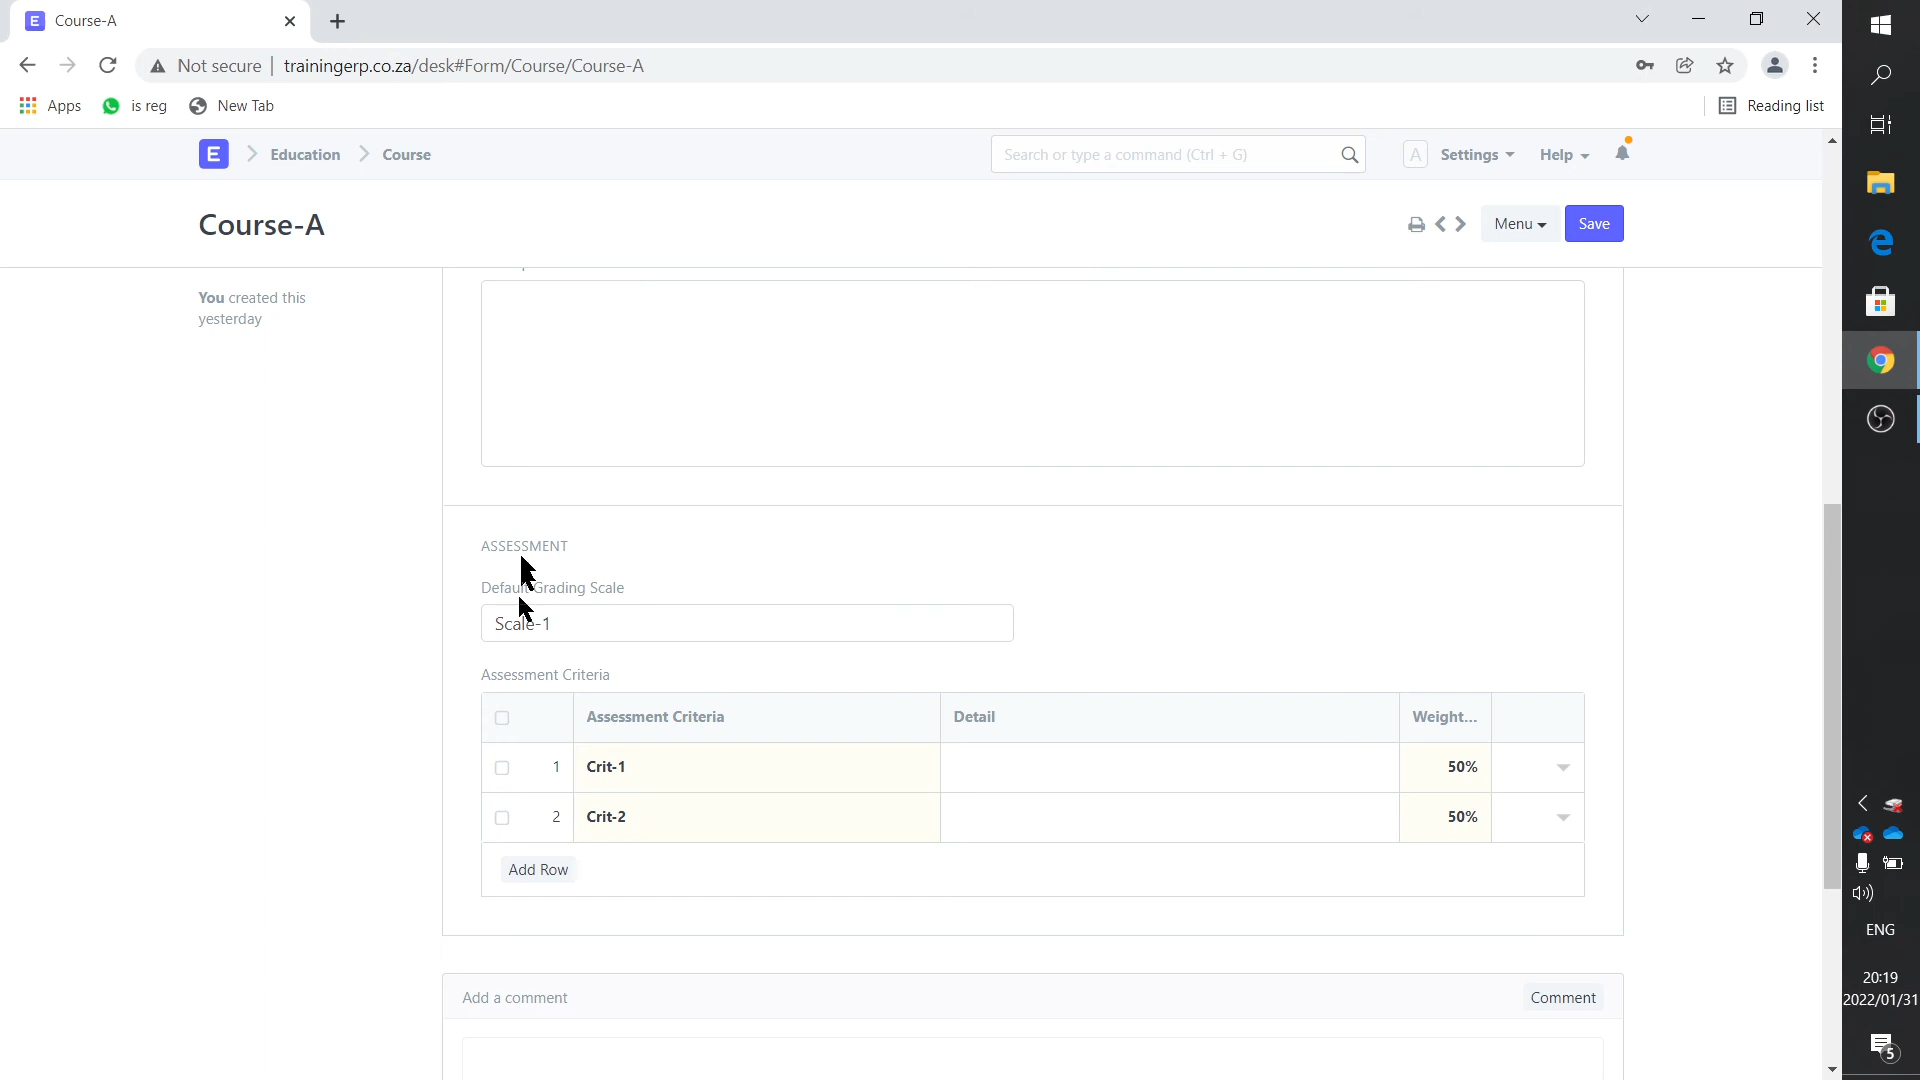 E Course-A
Not secure | trainingerp.co.za/desk#Form/Course/Course-A
Apps is reg New Tab Reading list
E Education Course Search or type a command (Ctrl + G) A Settings Help
Course-A Menu Save
You created this
yesterday
ASSESSMENT
Default Grading Scale
Scale-1
Assessment Criteria
Assessment Criteria Detail Weight...
1 Crit-1 50%
2 Crit-2 50%
Add Row
Add a comment Comment
ENG
20:19
2022/01/31
5